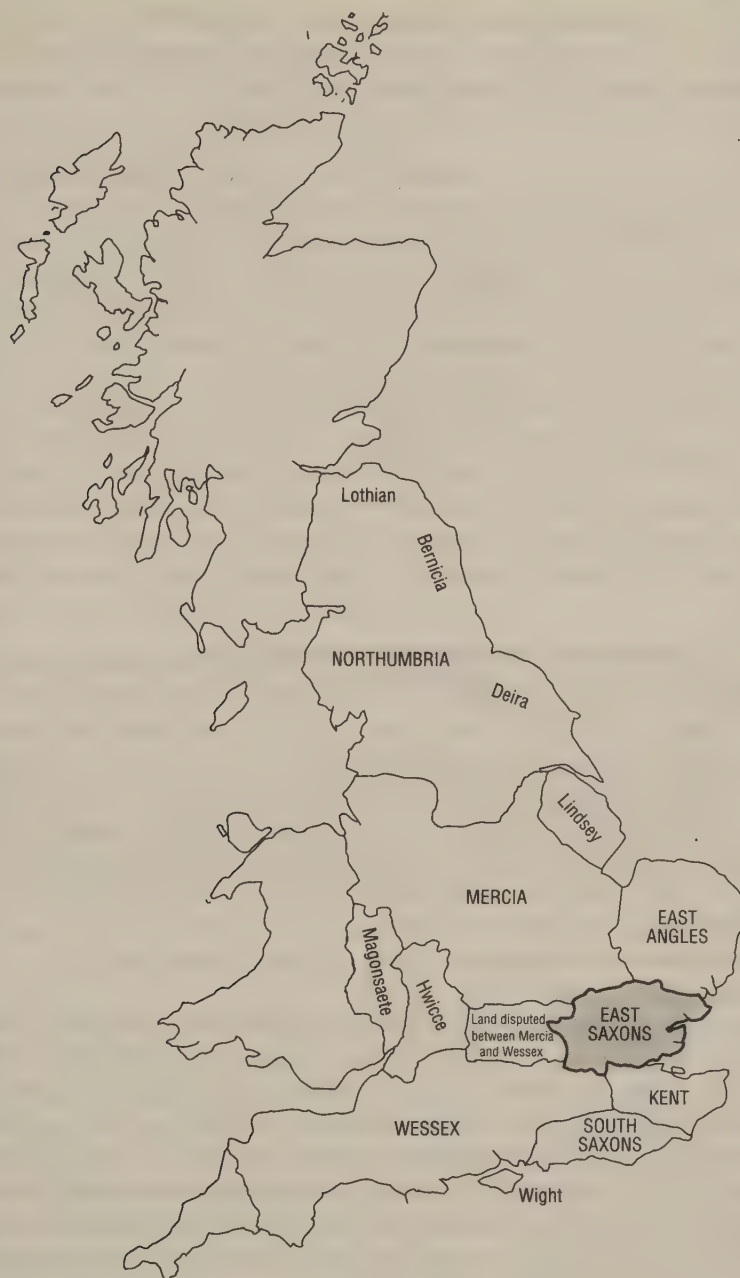 Lothian
Bernicia
NORTHUMBRIA
Deira
Lindsey
MERCIA
EAST
ANGLES
Magonsaete
Hwicce
Land disputed
between Mercia
and Wessex
EAST
SAXONS
KENT
WESSEX
SOUTH
SAXONS
Wight